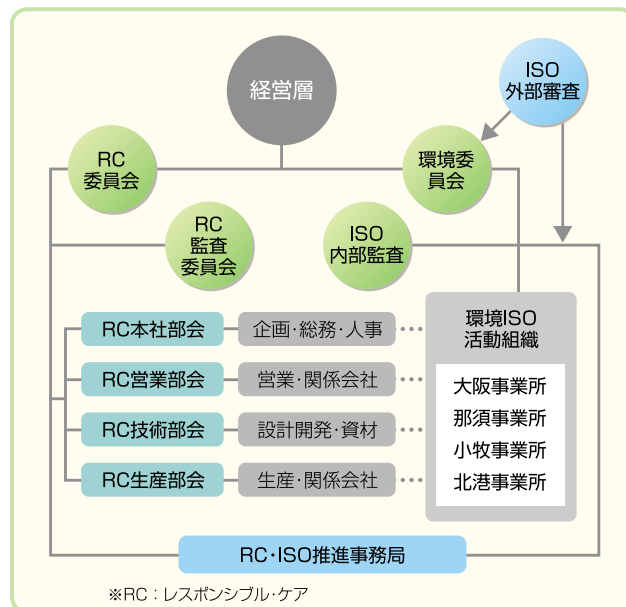 経営層
ISO
外部審査
RC
委員会
環境委
員会
RC
監査
委員会
ISO
内部監査
RC本社部会
企画・総務・人事
RC営業部会
営業・関係会社
RC技術部会
設計開発・資材
RC生産部会
生産・関係会社
環境ISO
活動組織
大阪事業所
那須事業所
小牧事業所
北港事業所
RC・ISO推進事務局
※RC：レスポンシブル・ケア